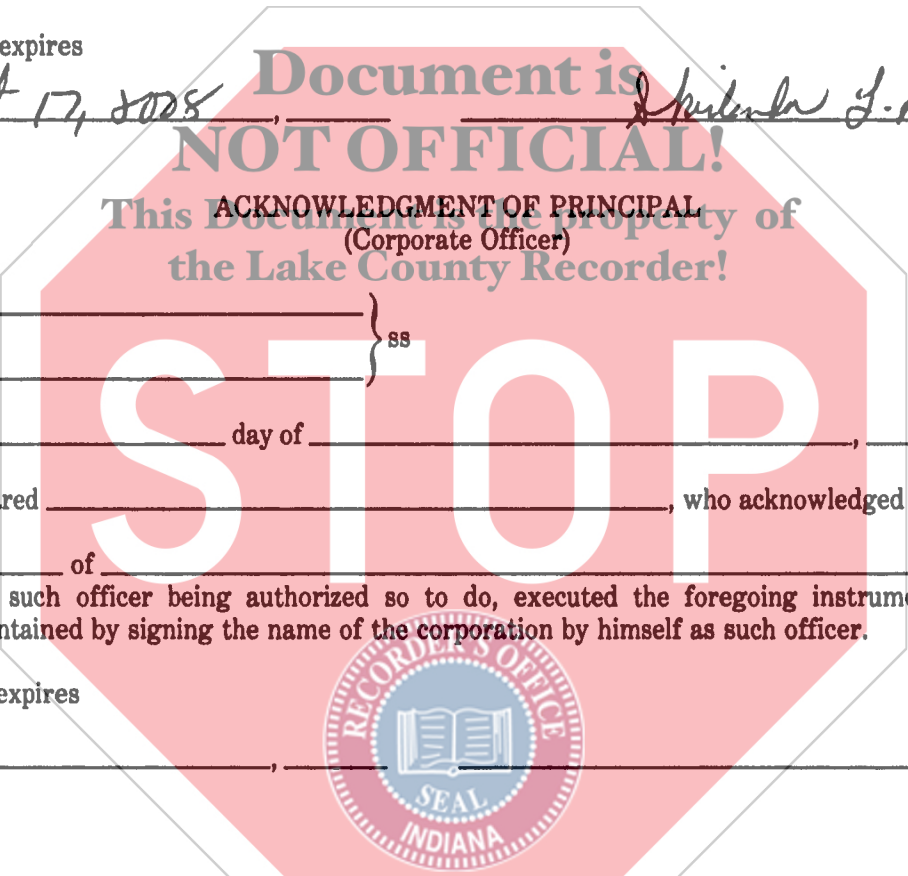 expires
Document is
17, 2008 , L.
NOT OFFICIAL!
ACKNOWLEDGMENT OF PRINCIPAL
This Document is the property of
(Corporate Officer)
the Lake County Recorder!
ss
STOP
day of ,
red , who acknowledged
of
such officer being authorized so to do, executed the foregoing instrume
ntained by signing the name of the corporation by himself as such officer.
RECORDER'S OFFICE
expires
,
SEAL
INDIANA